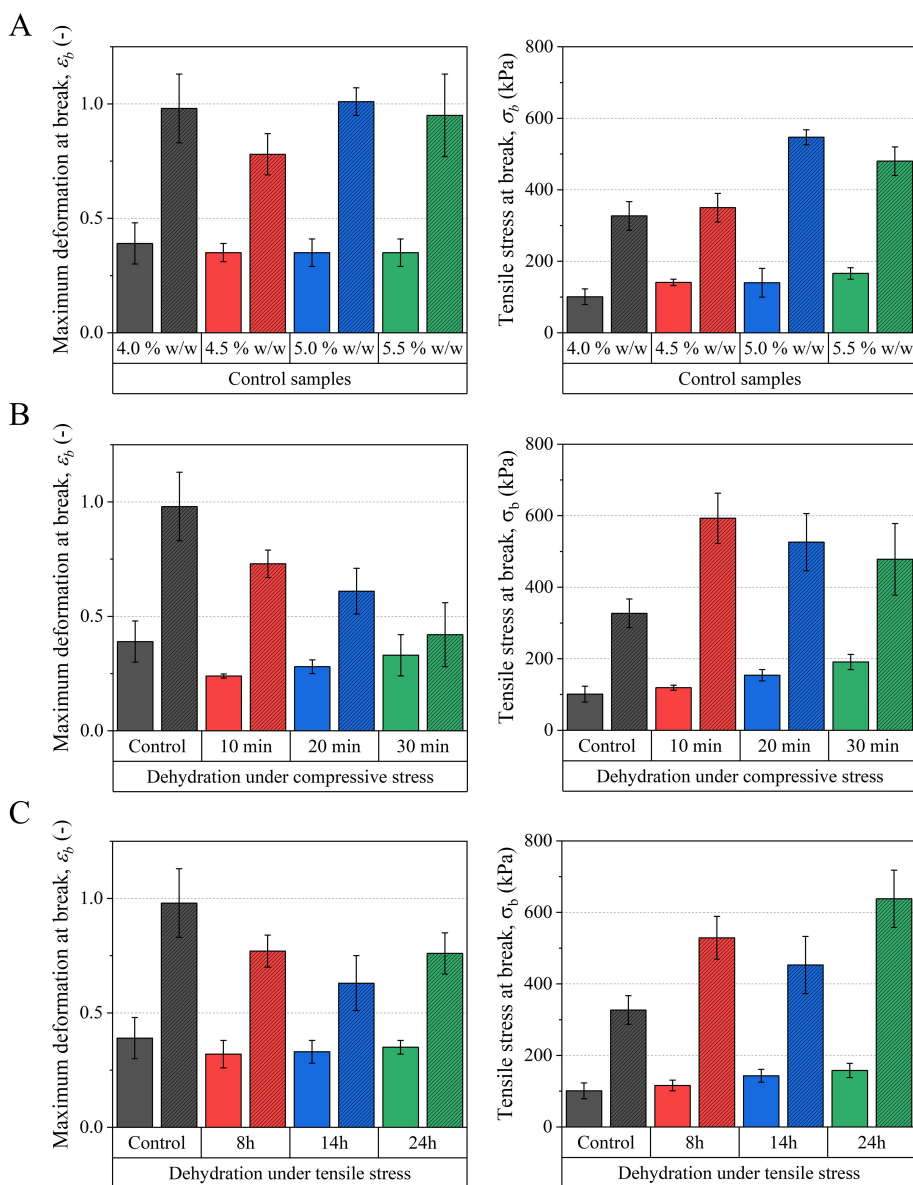 A
Maximum deformation at break, εb (-)
1.0
0.5
0.0
4.0 % w/w 4.5 % w/w 5.0 % w/w 5.5 % w/w
Control samples
Tensile stress at break, σb (kPa)
800
600
400
200
0
4.0 % w/w 4.5 % w/w 5.0 % w/w 5.5 % w/w
Control samples
B
Maximum deformation at break, εb (-)
1.0
0.5
0.0
Control 10 min 20 min 30 min
Dehydration under compressive stress
Tensile stress at break, σb (kPa)
800
600
400
200
0
Control 10 min 20 min 30 min
Dehydration under compressive stress
C
Maximum deformation at break, εb (-)
1.0
0.5
0.0
Control 8h 14h 24h
Dehydration under tensile stress
Tensile stress at break, σb (kPa)
800
600
400
200
0
Control 8h 14h 24h
Dehydration under tensile stress